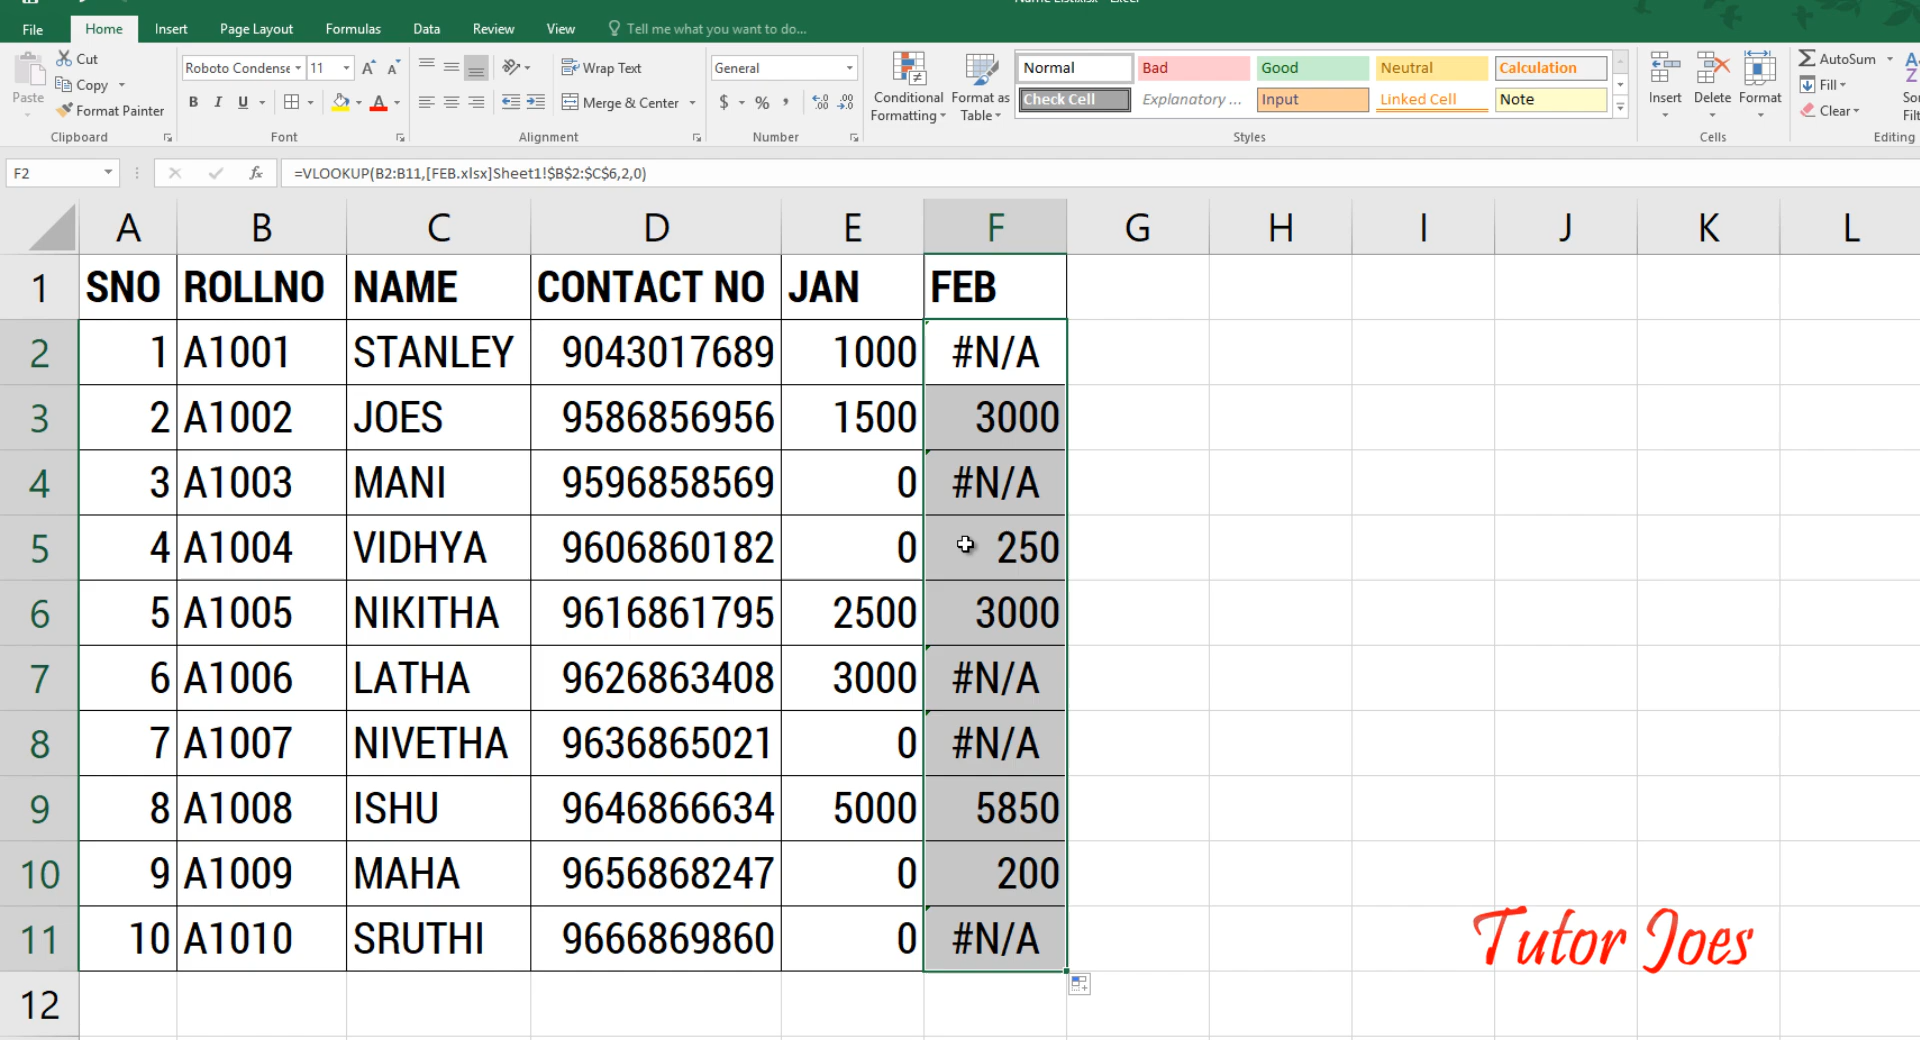 File Home Insert Page Layout Formulas Data Review View Tell me what you want to do...
Paste Cut Copy Format Painter Clipboard
Roboto Condense 11 A A B I U A Font
Wrap Text Merge & Center Alignment
General $ % , .0 .00 Number
Conditional Formatting Format as Table
Normal Bad Good Neutral Calculation
Check Cell Explanatory ... Input Linked Cell Note
Styles
Insert Delete Format Cells
AutoSum Fill Clear Editing
F2 fx =VLOOKUP(B2:B11,[FEB.xlsx]Sheet1!$B$2:$C$6,2,0)
A B C D E F G H I J K L
1 SNO ROLLNO NAME CONTACT NO JAN FEB
2 1 A1001 STANLEY 9043017689 1000 #N/A
3 2 A1002 JOES 9586856956 1500 3000
4 3 A1003 MANI 9596858569 0 #N/A
5 4 A1004 VIDHYA 9606860182 0 250
6 5 A1005 NIKITHA 9616861795 2500 3000
7 6 A1006 LATHA 9626863408 3000 #N/A
8 7 A1007 NIVETHA 9636865021 0 #N/A
9 8 A1008 ISHU 9646866634 5000 5850
10 9 A1009 MAHA 9656868247 0 200
11 10 A1010 SRUTHI 9666869860 0 #N/A
12
Tutor Joes